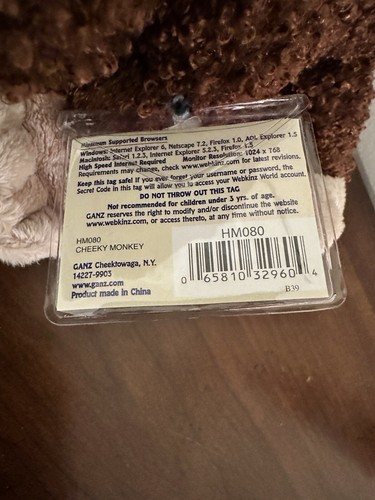 Minimum Supported Browsers
Windows: Internet Explorer 6, Netscape 7.2, Firefox 1.0, AOL Explorer 1.5
Macintosh: Safari 1.2.3, Internet Explorer 5.2.3, Firefox 1.5
High Speed Internet Required Monitor Resolution: 1024 x 768
Requirements may change, check www.webkinz.com for latest revisions.
Keep this tag safe! If you ever forget your username or password, the
Secret Code in this tag will allow you to access your Webkinz World account.
DO NOT THROW OUT THIS TAG
Not recommended for children under 3 yrs. of age.
GANZ reserves the right to modify and/or discontinue the website
www.webkinz.com, or access thereto, at any time without notice.
HM080
CHEEKY MONKEY
GANZ Cheektowaga, N.Y.
14227-9903
www.ganz.com
Product made in China
HM080
0 65810 32960 4
B39